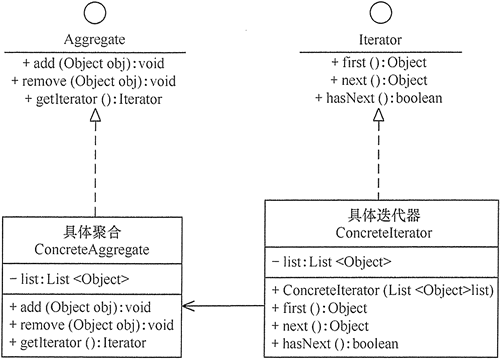 Aggregate
+ add (Object obj): void
+ remove (Object obj): void
+ getIterator (): Iterator
Iterator
+ first (): Object
+ next (): Object
+ hasNext (): boolean
具体聚合
ConcreteAggregate
- list: List <Object>
+ add (Object obj): void
+ remove (Object obj): void
+ getIterator (): Iterator
具体迭代器
ConcreteIterator
- list: List <Object>
+ ConcreteIterator (List <Object>list)
+ first (): Object
+ next (): Object
+ hasNext (): boolean